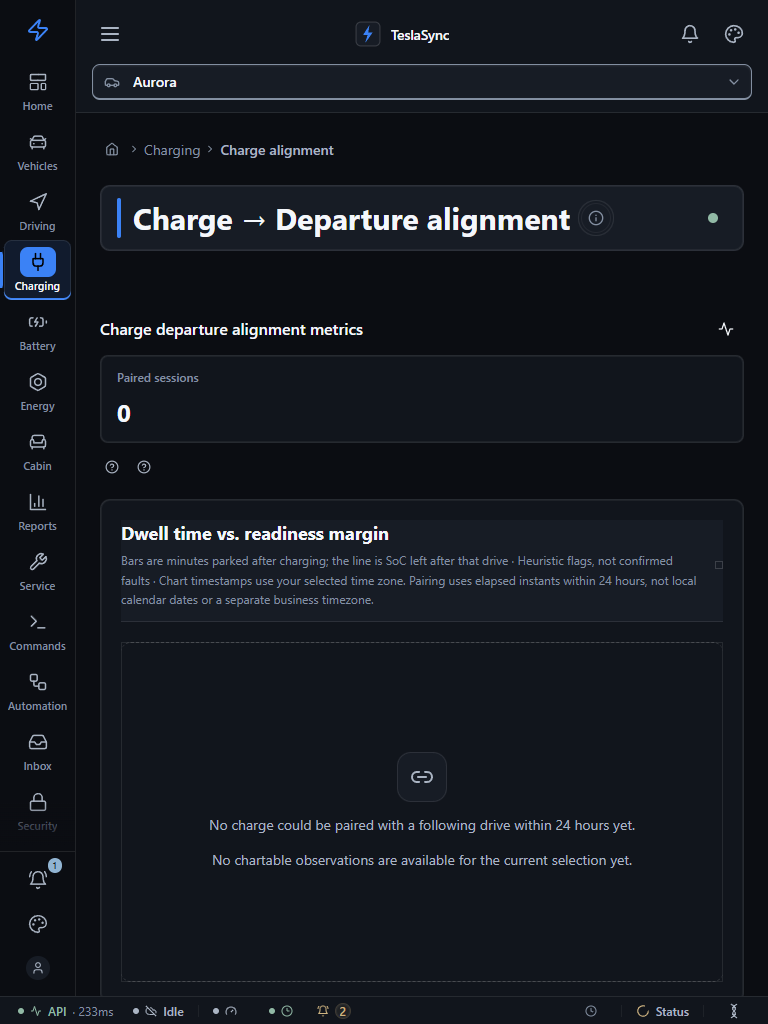 TeslaSync
Aurora
Home
Vehicles
Driving
Charging
Battery
Energy
Cabin
Reports
Service
Commands
Automation
Inbox
Security
1
Charging
Charge alignment
Charge → Departure alignment
Charge departure alignment metrics
Paired sessions
0
Dwell time vs. readiness margin
Bars are minutes parked after charging; the line is SoC left after that drive · Heuristic flags, not confirmed
faults · Chart timestamps use your selected time zone. Pairing uses elapsed instants within 24 hours, not local
calendar dates or a separate business timezone.
No charge could be paired with a following drive within 24 hours yet.
No chartable observations are available for the current selection yet.
API · 233ms
Idle
2
Status